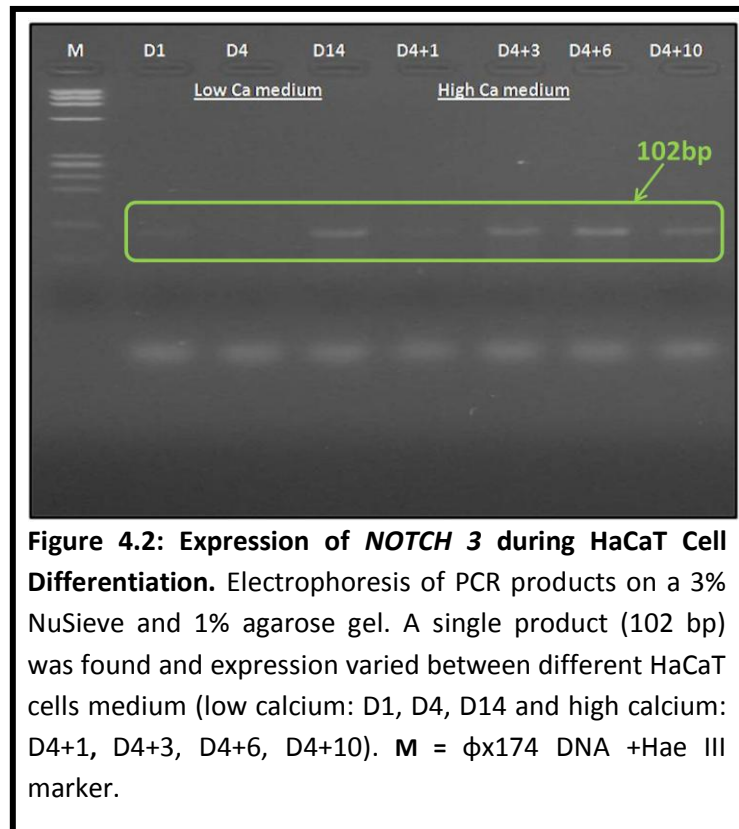 M D1 D4 D14 D4+1 D4+3 D4+6 D4+10
Low Ca medium High Ca medium
102bp
Figure 4.2: Expression of NOTCH 3 during HaCaT Cell
Differentiation. Electrophoresis of PCR products on a 3%
NuSieve and 1% agarose gel. A single product (102 bp)
was found and expression varied between different HaCaT
cells medium (low calcium: D1, D4, D14 and high calcium:
D4+1, D4+3, D4+6, D4+10). M = ϕx174 DNA +Hae III
marker.